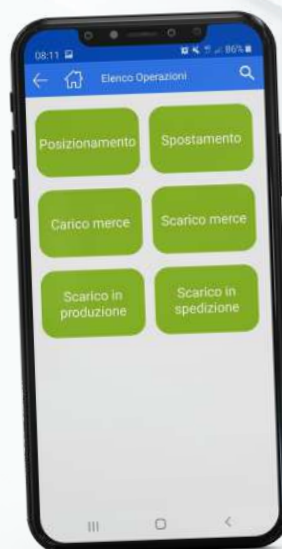 08:11
86%
Elenco Operazioni
Posizionamento
Spostamento
Carico merce
Scarico merce
Scarico in
produzione
Scarico in
spedizione